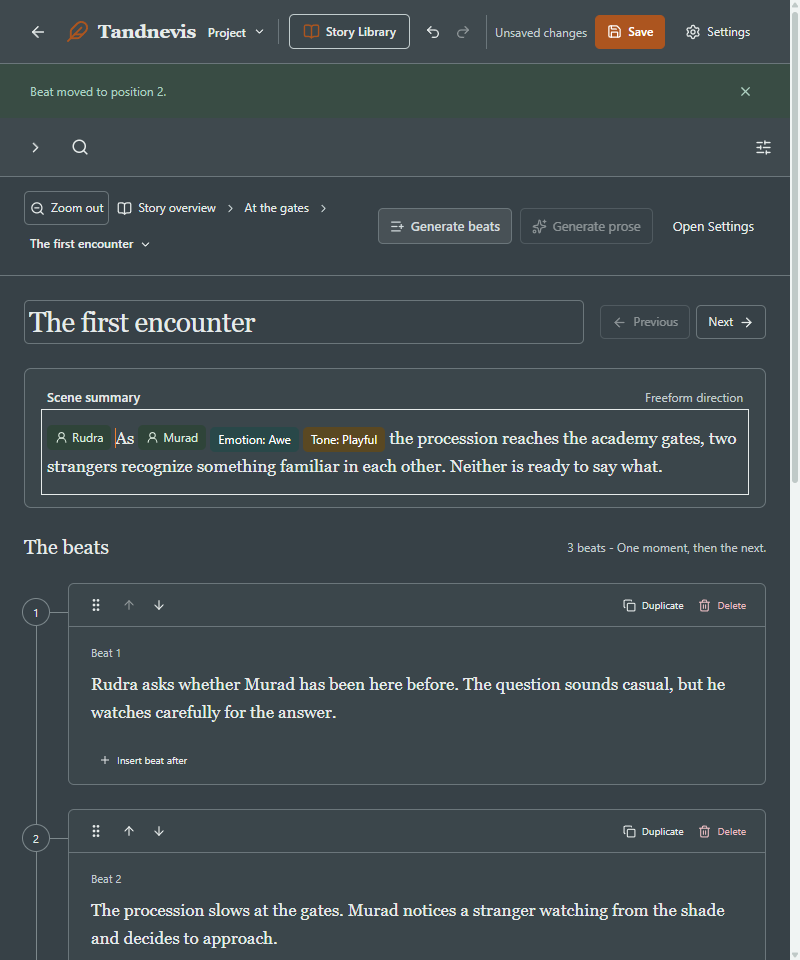 Tandnevis Project Story Library Unsaved changes Save Settings
Beat moved to position 2.
Zoom out Story overview At the gates
The first encounter
Generate beats Generate prose Open Settings
The first encounter
Previous Next
Scene summary Freeform direction
Rudra As Murad Emotion: Awe Tone: Playful the procession reaches the academy gates, two
strangers recognize something familiar in each other. Neither is ready to say what.
The beats 3 beats - One moment, then the next.
1 Duplicate Delete
Beat 1
Rudra asks whether Murad has been here before. The question sounds casual, but he
watches carefully for the answer.
Insert beat after
2 Duplicate Delete
Beat 2
The procession slows at the gates. Murad notices a stranger watching from the shade
and decides to approach.